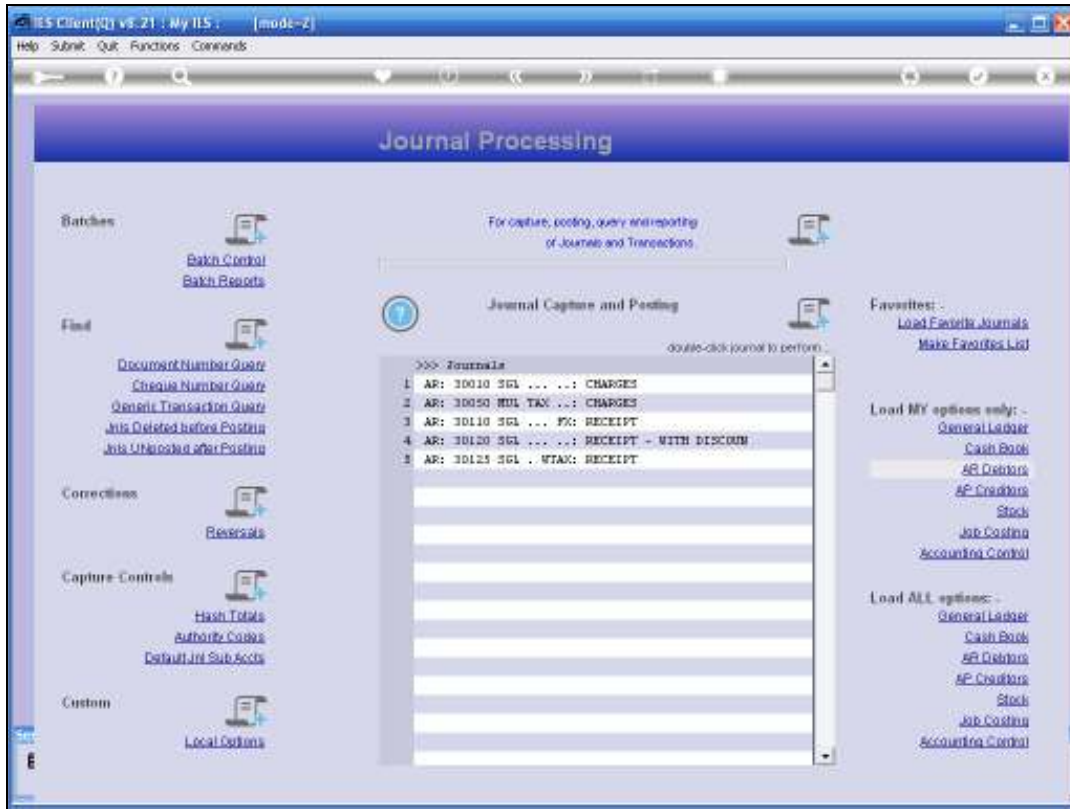 IES Client(Q) v8.21 : My IES : [mode=2]
Help Submit Quit Functions Commands
Journal Processing
Batches
Batch Control
Batch Reports
Find
Document Number Query
Cheque Number Query
Generic Transaction Query
Jnls Deleted before Posting
Jnls UNposted after Posting
Corrections
Reversals
Capture Controls
Hash Totals
Authority Codes
Default Jnl Sub Accts
Custom
Local Options
For capture, posting, query and reporting
of Journals and Transactions.
Journal Capture and Posting
double-click journal to perform ..
>>> Journals
1 AR: 30010 SGL ... ..: CHARGES
2 AR: 30050 MUL TAX ..: CHARGES
3 AR: 30110 SGL ... FX: RECEIPT
4 AR: 30120 SGL ... ..: RECEIPT - WITH DISCOUN
5 AR: 30125 SGL . WTAX: RECEIPT
Favorites: .
Load Favorite Journals
Make Favorites List
Load MY options only: .
General Ledger
Cash Book
AR Debtors
AP Creditors
Stock
Job Costing
Accounting Control
Load ALL options: .
General Ledger
Cash Book
AR Debtors
AP Creditors
Stock
Job Costing
Accounting Control